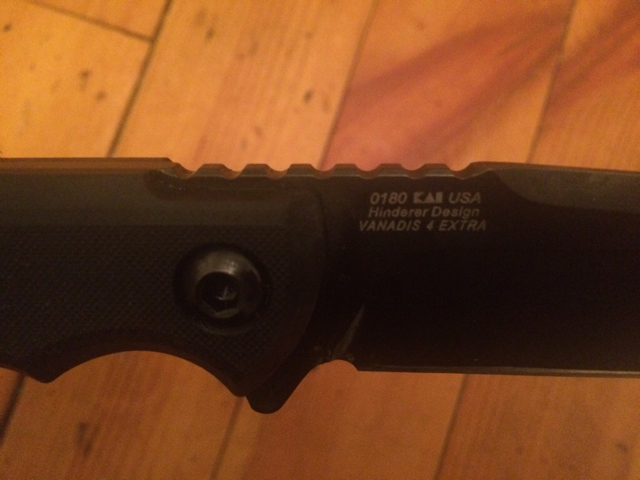 0180 KAI USA
Hinderer Design
VANADIS 4 EXTRA